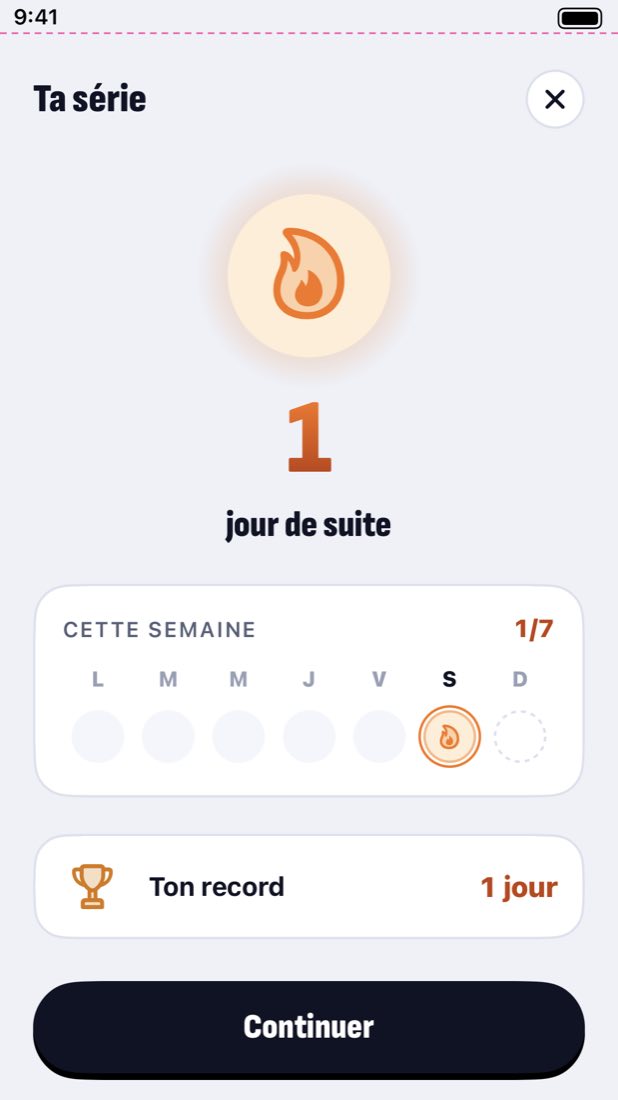 9:41
Ta série
1
jour de suite
CETTE SEMAINE 1/7
L M M J V S D
Ton record 1 jour
Continuer